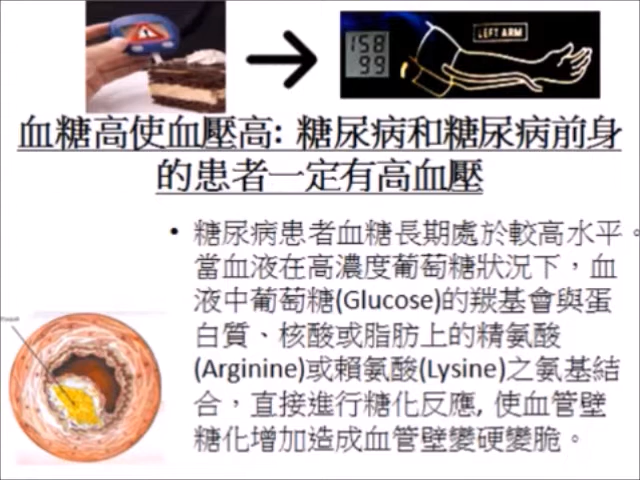 158
99
LEFT ARM
血糖高使血壓高: 糖尿病和糖尿病前身
的患者一定有高血壓
• 糖尿病患者血糖長期處於較高水平。
當血液在高濃度葡萄糖狀況下，血
液中葡萄糖(Glucose)的羰基會與蛋
白質、核酸或脂肪上的精氨酸
(Arginine)或賴氨酸(Lysine)之氨基結
合，直接進行糖化反應, 使血管壁
糖化增加造成血管壁變硬變脆。